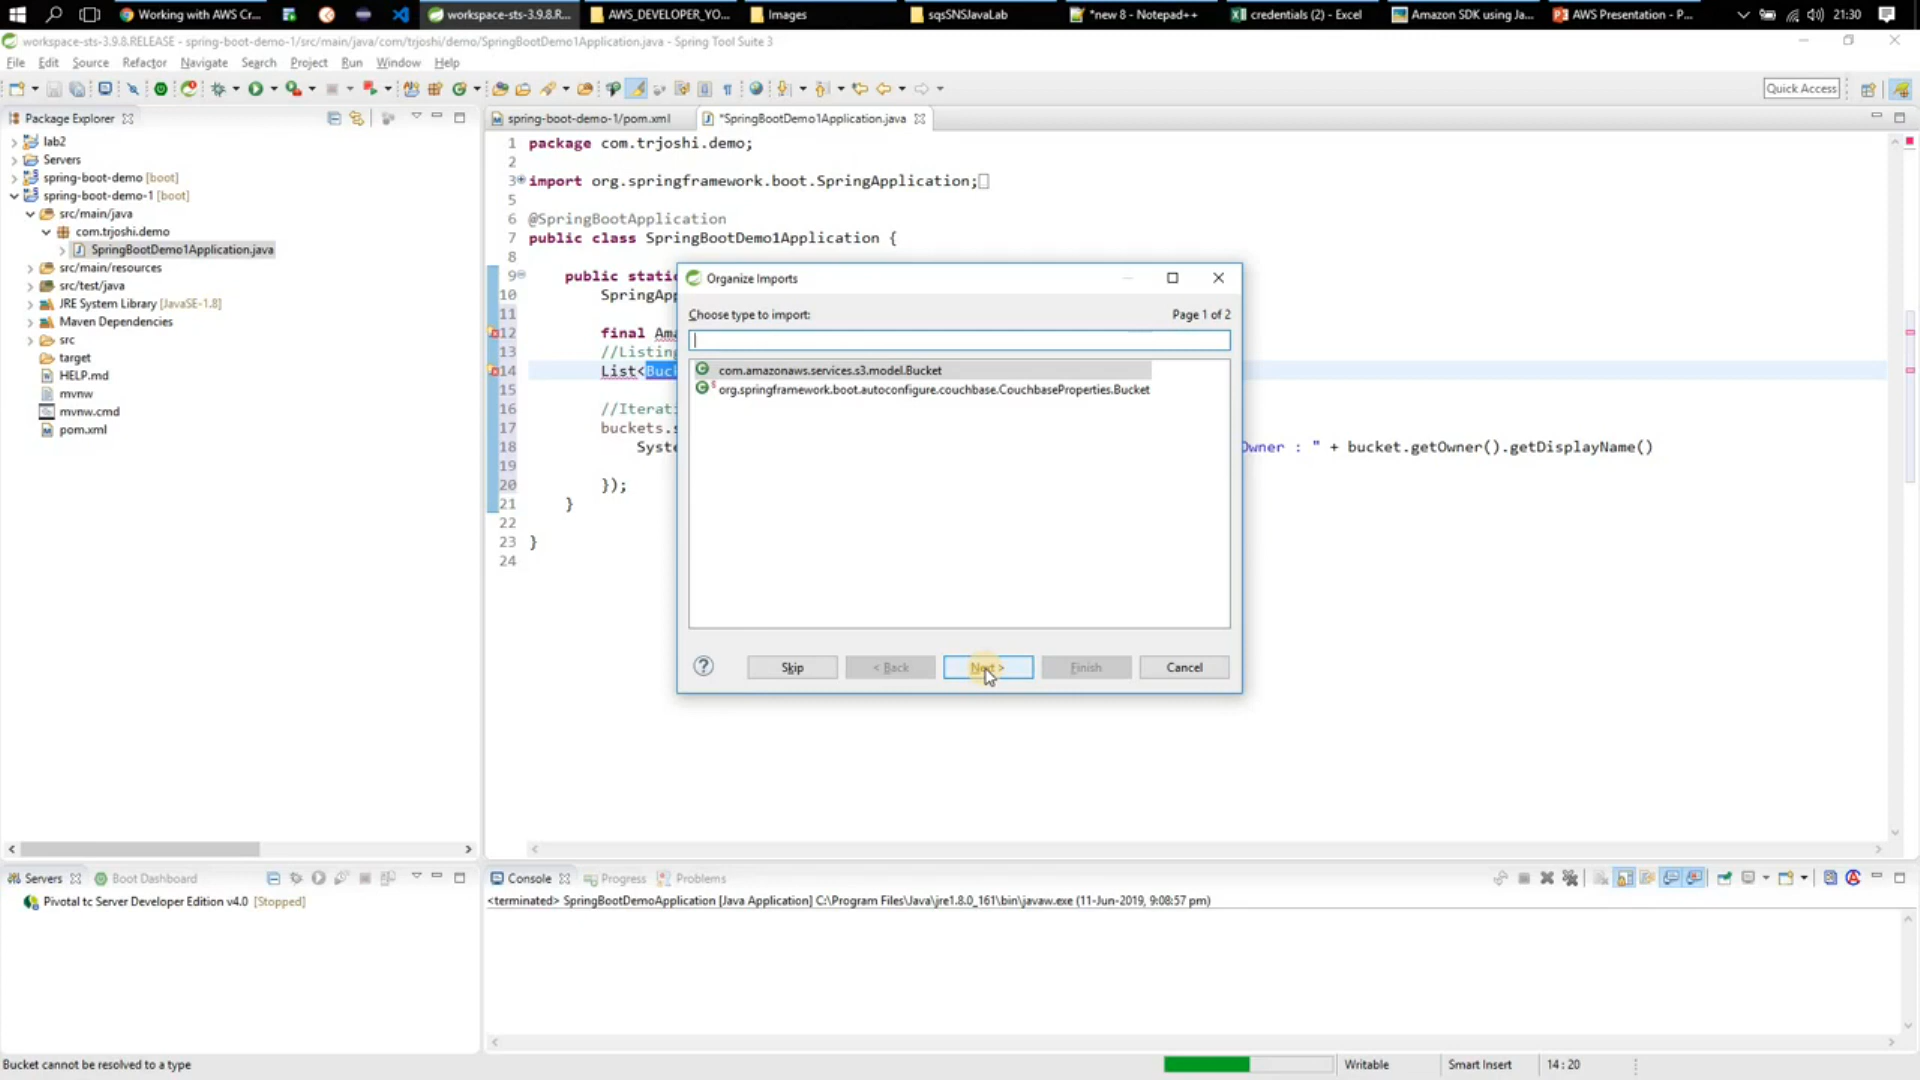 Working with AWS Cr...
workspace-sts-3.9.8.R...
AWS_DEVELOPER_YO...
Images
sqsSNSJavaLab
*new 8 - Notepad++
credentials (2) - Excel
Amazon SDK using Ja...
AWS Presentation - P...
21:30
workspace-sts-3.9.8.RELEASE - spring-boot-demo-1/src/main/java/com/trjoshi/demo/SpringBootDemo1Application.java - Spring Tool Suite 3
File Edit Source Refactor Navigate Search Project Run Window Help
Quick Access
Package Explorer
lab2
Servers
spring-boot-demo [boot]
spring-boot-demo-1 [boot]
src/main/java
com.trjoshi.demo
SpringBootDemo1Application.java
src/main/resources
src/test/java
JRE System Library [JavaSE-1.8]
Maven Dependencies
src
target
HELP.md
mvnw
mvnw.cmd
pom.xml
spring-boot-demo-1/pom.xml
*SpringBootDemo1Application.java
1 package com.trjoshi.demo;
2
3 import org.springframework.boot.SpringApplication;
5
6 @SpringBootApplication
7 public class SpringBootDemo1Application {
8
9 public stati
10 SpringAp
11
12 final Ama
13 //Listing
14 List<Buck
15
16 //Iterati
17 buckets.s
18 Syste Owner : " + bucket.getOwner().getDisplayName()
19
20 });
21 }
22
23 }
24
Organize Imports
Choose type to import: Page 1 of 2
com.amazonaws.services.s3.model.Bucket
org.springframework.boot.autoconfigure.couchbase.CouchbaseProperties.Bucket
Skip
< Back
Next >
Finish
Cancel
Servers
Boot Dashboard
Pivotal tc Server Developer Edition v4.0 [Stopped]
Console
Progress
Problems
<terminated> SpringBootDemoApplication [Java Application] C:\Program Files\Java\jre1.8.0_161\bin\javaw.exe (11-Jun-2019, 9:08:57 pm)
Bucket cannot be resolved to a type
Writable
Smart Insert
14 : 20